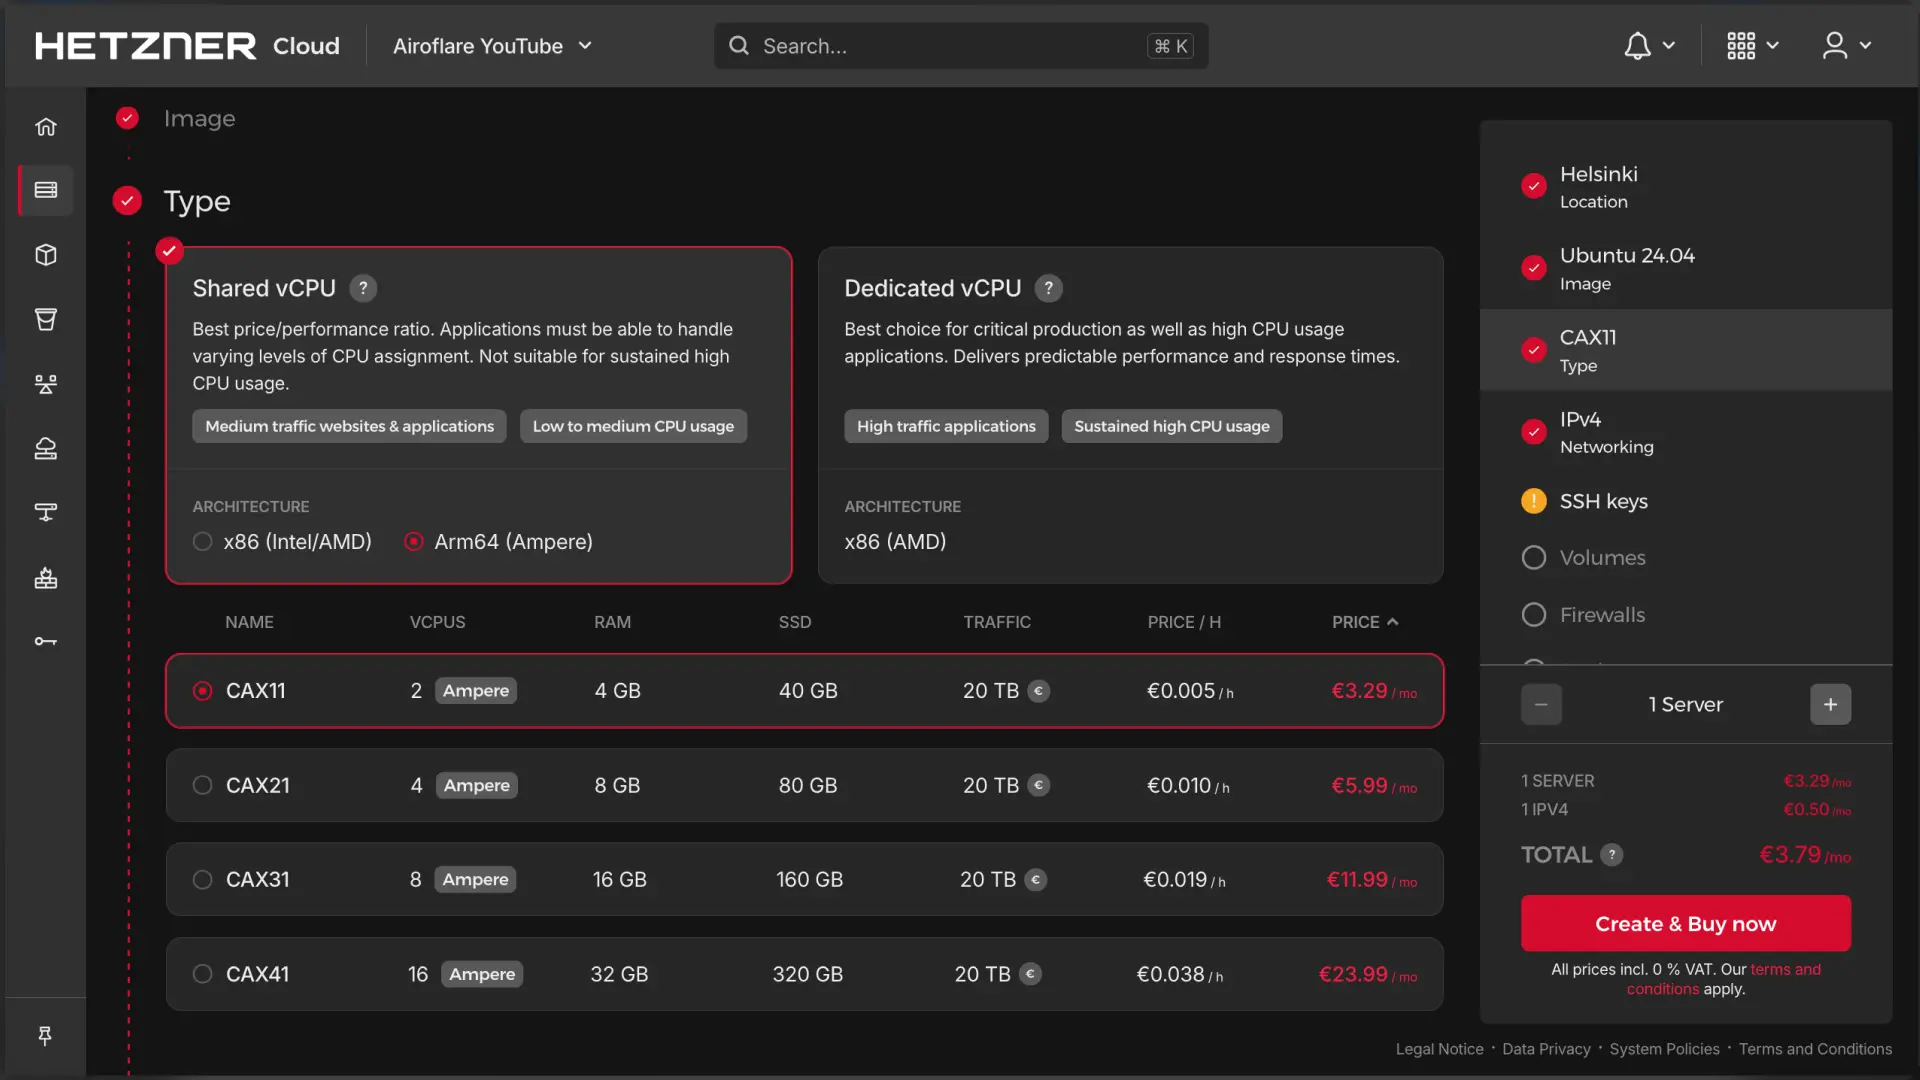 HETZNER Cloud
Airoflare YouTube
Search...
⌘ K
Image
Type
Shared vCPU ?
Best price/performance ratio. Applications must be able to handle
varying levels of CPU assignment. Not suitable for sustained high
CPU usage.
Medium traffic websites & applications
Low to medium CPU usage
ARCHITECTURE
x86 (Intel/AMD)
Arm64 (Ampere)
Dedicated vCPU ?
Best choice for critical production as well as high CPU usage
applications. Delivers predictable performance and response times.
High traffic applications
Sustained high CPU usage
ARCHITECTURE
x86 (AMD)
NAME VCPUS RAM SSD TRAFFIC PRICE / H PRICE
CAX11 2 Ampere 4 GB 40 GB 20 TB € €0.005 / h €3.29 / mo
CAX21 4 Ampere 8 GB 80 GB 20 TB € €0.010 / h €5.99 / mo
CAX31 8 Ampere 16 GB 160 GB 20 TB € €0.019 / h €11.99 / mo
CAX41 16 Ampere 32 GB 320 GB 20 TB € €0.038 / h €23.99 / mo
Helsinki
Location
Ubuntu 24.04
Image
CAX11
Type
IPv4
Networking
! SSH keys
Volumes
Firewalls
− 1 Server +
1 SERVER €3.29 /mo
1 IPV4 €0.50 /mo
TOTAL ? €3.79 /mo
Create & Buy now
All prices incl. 0 % VAT. Our terms and
conditions apply.
Legal Notice · Data Privacy · System Policies · Terms and Conditions